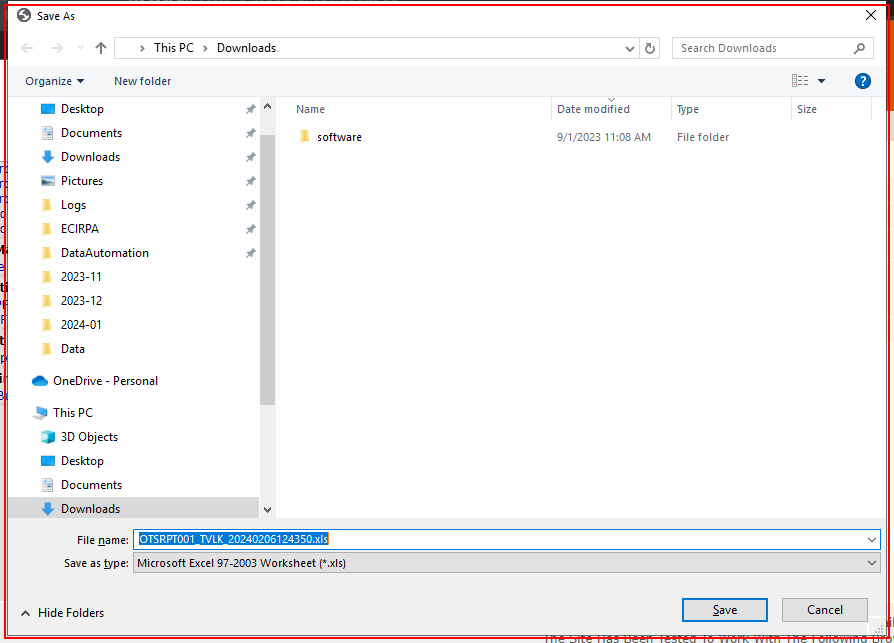 Save As
This PC > Downloads
Search Downloads
Organize
New folder
Name
Date modified
Type
Size
Desktop
Documents
Downloads
Pictures
Logs
ECIRPA
DataAutomation
2023-11
2023-12
2024-01
Data
OneDrive - Personal
This PC
3D Objects
Desktop
Documents
Downloads
software
9/1/2023 11:08 AM
File folder
File name:
OTSRPT001_TVLK_20240206124350.xls
Save as type:
Microsoft Excel 97-2003 Worksheet (*.xls)
Hide Folders
Save
Cancel
The Site Has Been Tested To Work With The Following Bro